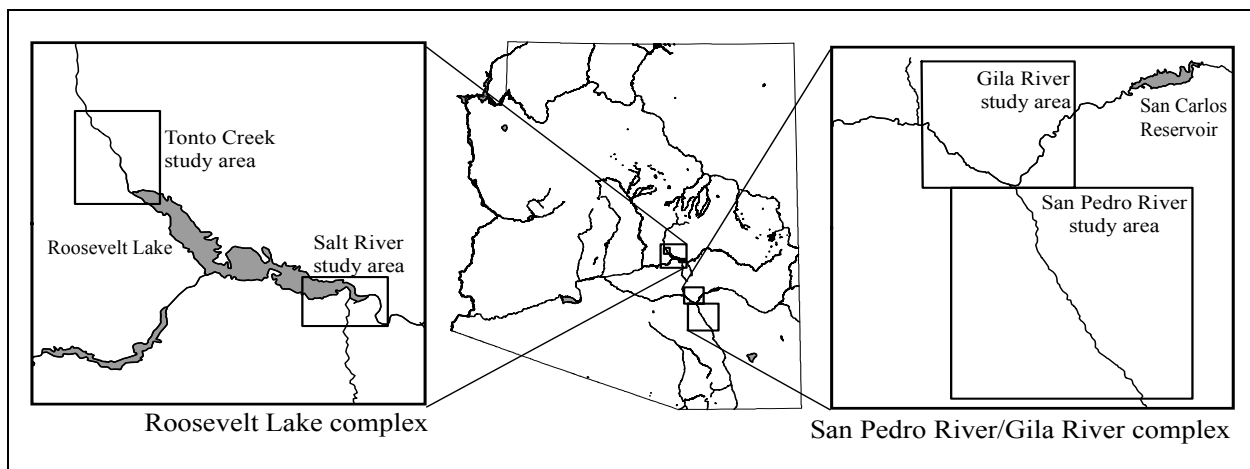 Tonto Creek
study area
Roosevelt Lake
Salt River
study area
Roosevelt Lake complex
Gila River
study area
San Carlos
Reservoir
San Pedro River
study area
San Pedro River/Gila River complex